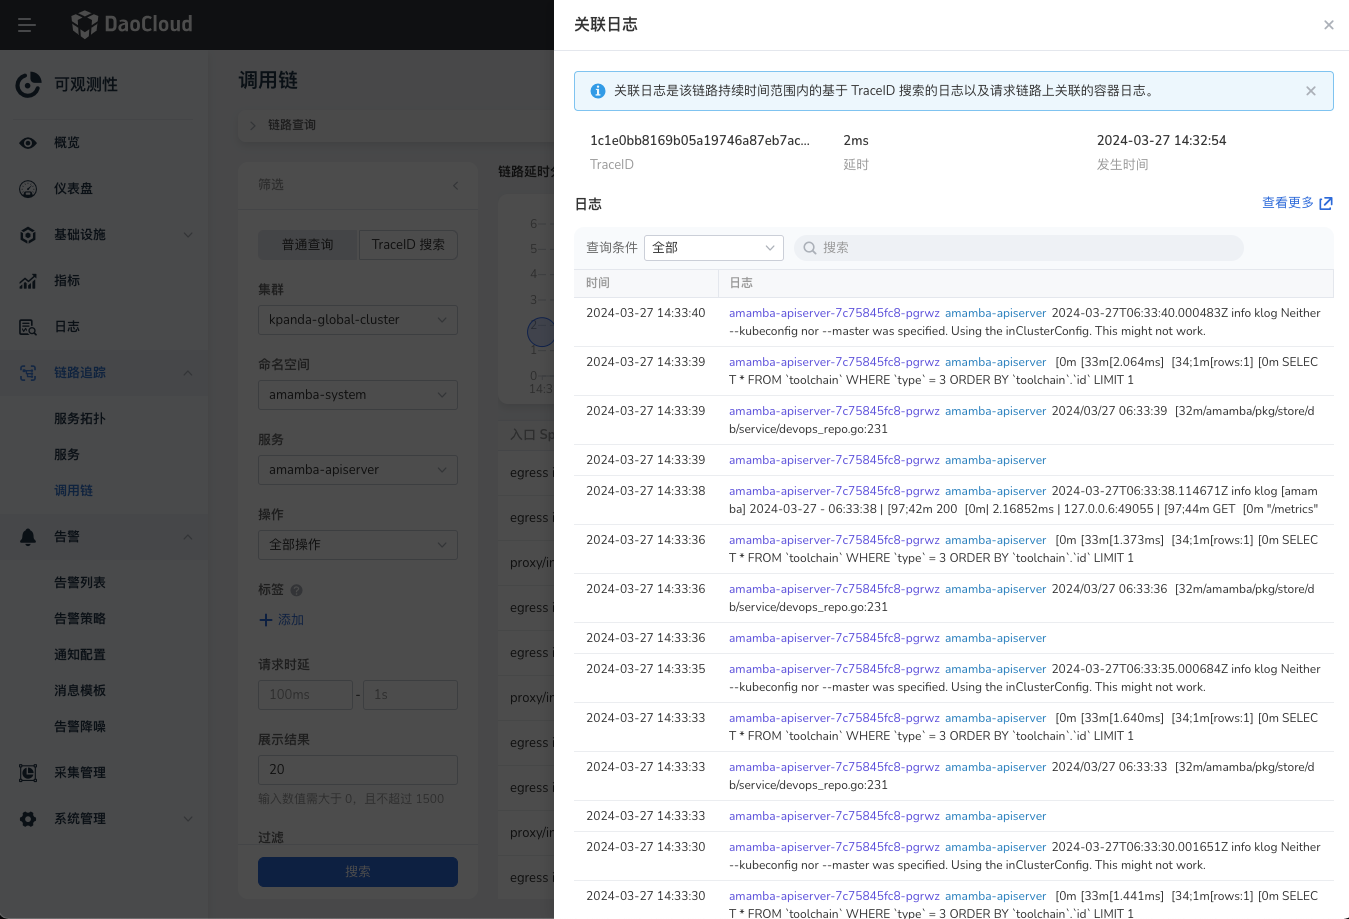 DaoCloud
可观测性
概览
仪表盘
基础设施
指标
日志
链路追踪
服务拓扑
服务
调用链
告警
告警列表
告警策略
通知配置
消息模板
告警降噪
采集管理
系统管理
调用链
链路查询
筛选
普通查询
TraceID 搜索
集群
kpanda-global-cluster
命名空间
amamba-system
服务
amamba-apiserver
操作
全部操作
标签
添加
请求时延
100ms - 1s
展示结果
20
输入数值需大于 0，且不超过 1500
过滤
搜索
链路延时
6
5
4
3
2
1
0
14:3
入口 Sp
egress
egress
proxy/in
egress
egress
proxy/in
egress
egress
proxy/in
egress
关联日志
关联日志是该链路持续时间范围内的基于 TraceID 搜索的日志以及请求链路上关联的容器日志。
1c1e0bb8169b05a19746a87eb7ac...
TraceID
2ms
延时
2024-03-27 14:32:54
发生时间
日志
查看更多
查询条件
全部
搜索
时间
日志
2024-03-27 14:33:40
amamba-apiserver-7c75845fc8-pgrwz amamba-apiserver 2024-03-27T06:33:40.000483Z info klog Neither
--kubeconfig nor --master was specified. Using the inClusterConfig. This might not work.
2024-03-27 14:33:39
amamba-apiserver-7c75845fc8-pgrwz amamba-apiserver [0m [33m[2.064ms] [34;1m[rows:1] [0m SELEC
T * FROM `toolchain` WHERE `type` = 3 ORDER BY `toolchain`.`id` LIMIT 1
2024-03-27 14:33:39
amamba-apiserver-7c75845fc8-pgrwz amamba-apiserver 2024/03/27 06:33:39 [32m/amamba/pkg/store/d
b/service/devops_repo.go:231
2024-03-27 14:33:39
amamba-apiserver-7c75845fc8-pgrwz amamba-apiserver
2024-03-27 14:33:38
amamba-apiserver-7c75845fc8-pgrwz amamba-apiserver 2024-03-27T06:33:38.114671Z info klog [amam
ba] 2024-03-27 - 06:33:38 | [97;42m 200 [0m| 2.16852ms | 127.0.0.6:49055 | [97;44m GET [0m "/metrics"
2024-03-27 14:33:36
amamba-apiserver-7c75845fc8-pgrwz amamba-apiserver [0m [33m[1.373ms] [34;1m[rows:1] [0m SELEC
T * FROM `toolchain` WHERE `type` = 3 ORDER BY `toolchain`.`id` LIMIT 1
2024-03-27 14:33:36
amamba-apiserver-7c75845fc8-pgrwz amamba-apiserver 2024/03/27 06:33:36 [32m/amamba/pkg/store/d
b/service/devops_repo.go:231
2024-03-27 14:33:36
amamba-apiserver-7c75845fc8-pgrwz amamba-apiserver
2024-03-27 14:33:35
amamba-apiserver-7c75845fc8-pgrwz amamba-apiserver 2024-03-27T06:33:35.000684Z info klog Neither
--kubeconfig nor --master was specified. Using the inClusterConfig. This might not work.
2024-03-27 14:33:33
amamba-apiserver-7c75845fc8-pgrwz amamba-apiserver [0m [33m[1.640ms] [34;1m[rows:1] [0m SELEC
T * FROM `toolchain` WHERE `type` = 3 ORDER BY `toolchain`.`id` LIMIT 1
2024-03-27 14:33:33
amamba-apiserver-7c75845fc8-pgrwz amamba-apiserver 2024/03/27 06:33:33 [32m/amamba/pkg/store/d
b/service/devops_repo.go:231
2024-03-27 14:33:33
amamba-apiserver-7c75845fc8-pgrwz amamba-apiserver
2024-03-27 14:33:30
amamba-apiserver-7c75845fc8-pgrwz amamba-apiserver 2024-03-27T06:33:30.001651Z info klog Neither
--kubeconfig nor --master was specified. Using the inClusterConfig. This might not work.
2024-03-27 14:33:30
amamba-apiserver-7c75845fc8-pgrwz amamba-apiserver [0m [33m[1.441ms] [34;1m[rows:1] [0m SELEC
T * FROM `toolchain` WHERE `type` = 3 ORDER BY `toolchain`.`id` LIMIT 1